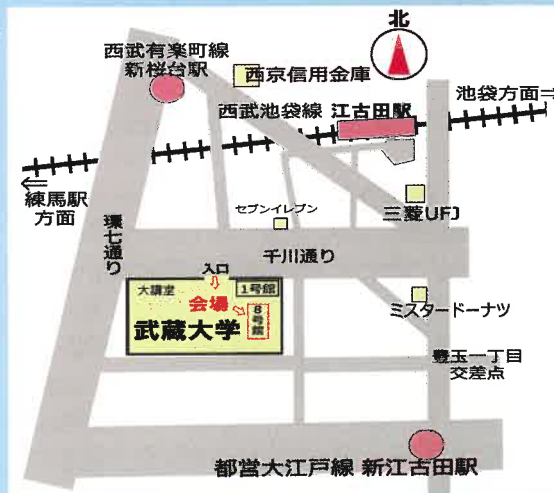 北
西武有楽町線
新桜台駅
西京信用金庫
池袋方面⇒
西武池袋線 江古田駅
⇐
練馬駅
方面
三菱UFJ
セブンイレブン
環七通り
千川通り
入口
大講堂
1号館
会場
8号館
武蔵大学
ミスタードーナツ
豊玉一丁目
交差点
都営大江戸線 新江古田駅